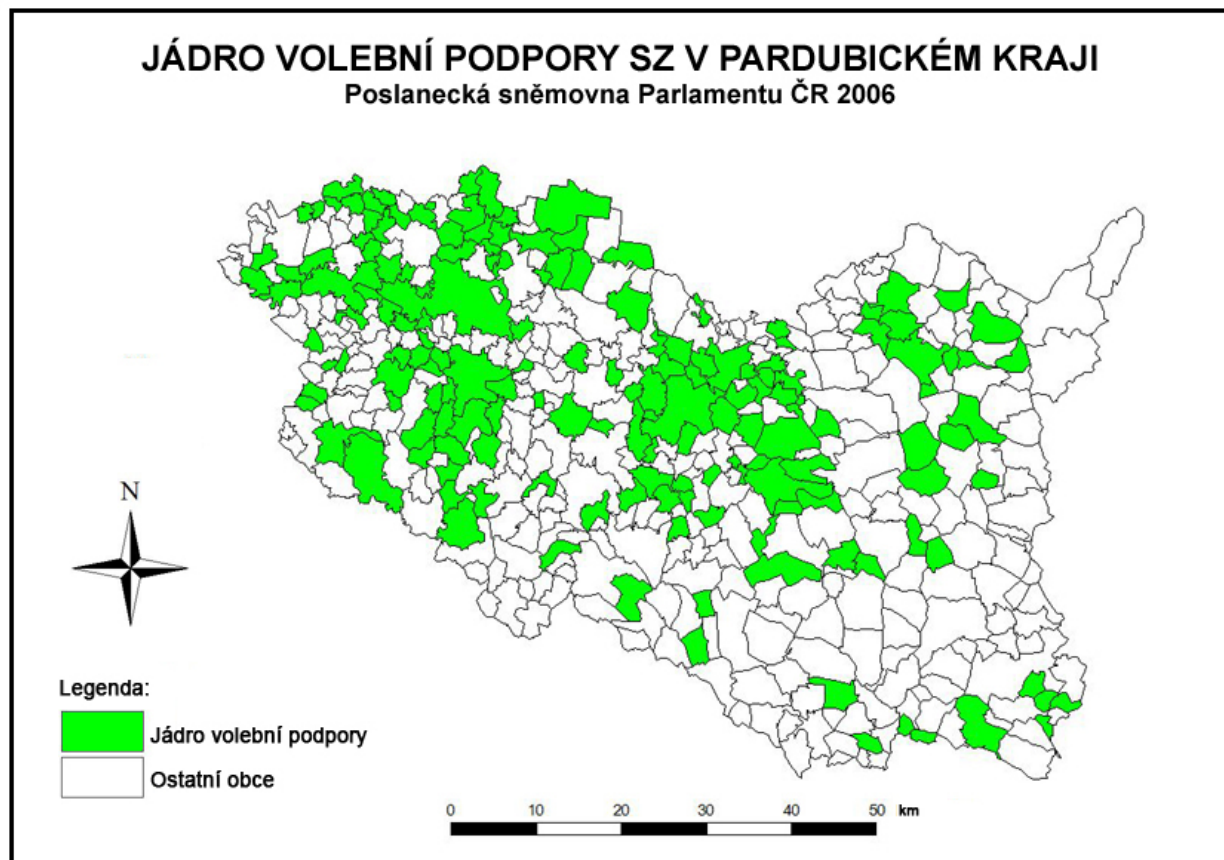 JÁDRO VOLEBNÍ PODPORY SZ V PARDUBICKÉM KRAJI
Poslanecká sněmovna Parlamentu ČR 2006
N
Legenda:
Jádro volební podpory
Ostatní obce
0 10 20 30 40 50 km